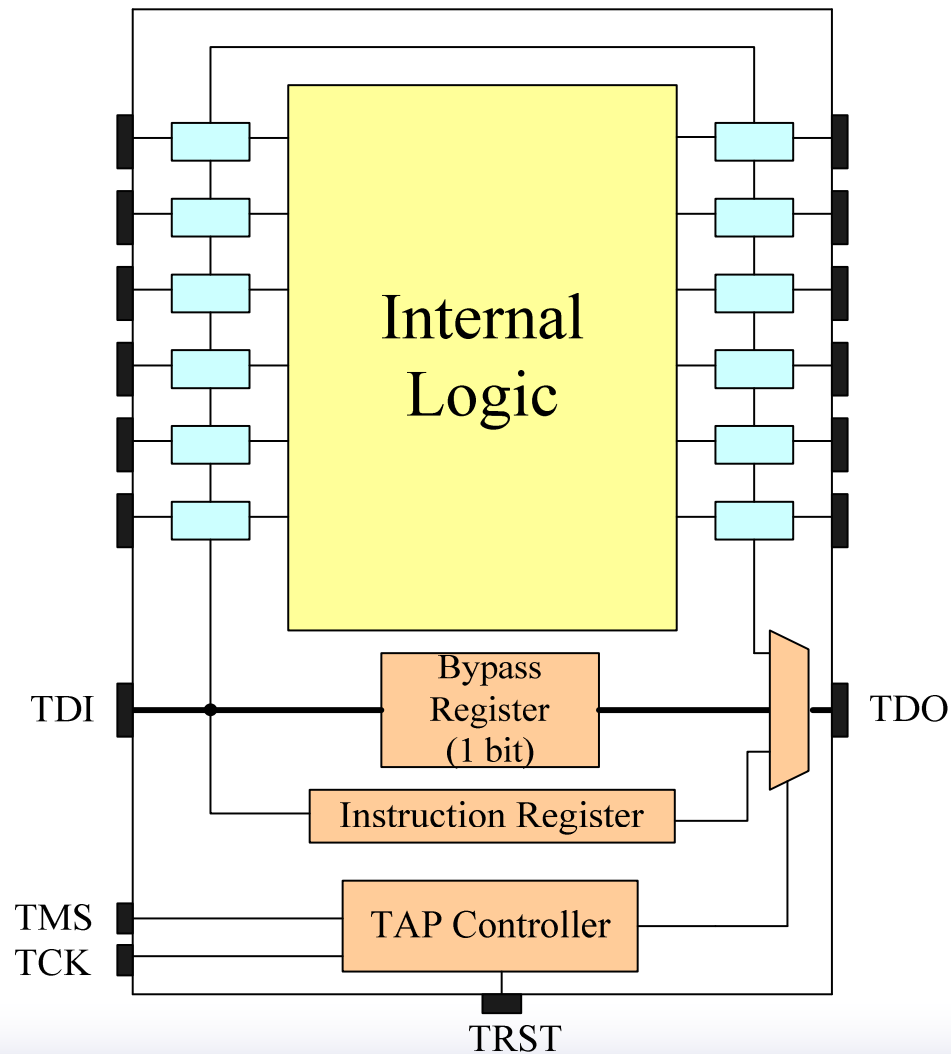 Internal
Logic
Bypass
Register
(1 bit)
TDI
TDO
Instruction Register
TAP Controller
TMS
TCK
TRST